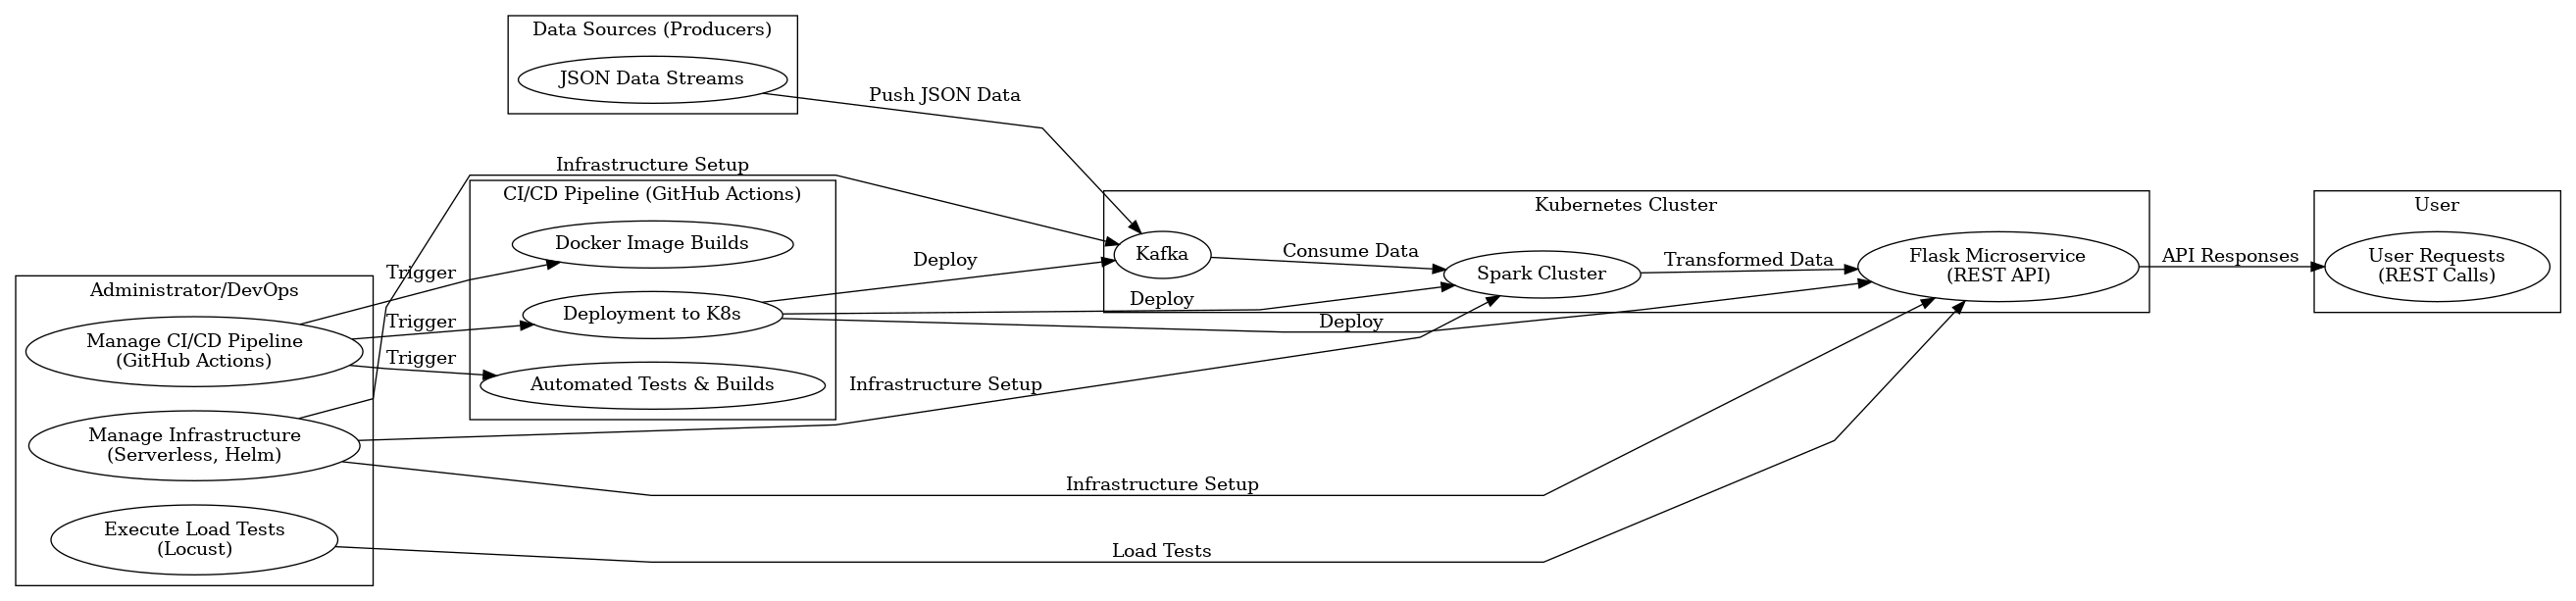 Data Sources (Producers)
JSON Data Streams
Push JSON Data
Infrastructure Setup
CI/CD Pipeline (GitHub Actions)
Docker Image Builds
Deployment to K8s
Automated Tests & Builds
Trigger
Trigger
Trigger
Administrator/DevOps
Manage CI/CD Pipeline
(GitHub Actions)
Manage Infrastructure
(Serverless, Helm)
Execute Load Tests
(Locust)
Deploy
Deploy
Deploy
Infrastructure Setup
Infrastructure Setup
Load Tests
Kubernetes Cluster
Kafka
Consume Data
Spark Cluster
Transformed Data
Flask Microservice
(REST API)
API Responses
User
User Requests
(REST Calls)